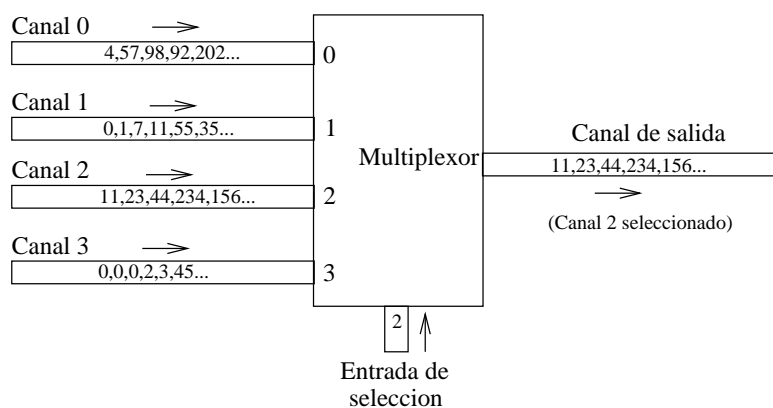 Canal 0
4,57,98,92,202...
0
Canal 1
0,1,7,11,55,35...
1
Canal 2
11,23,44,234,156...
2
Canal 3
0,0,0,2,3,45...
3
Multiplexor
Canal de salida
11,23,44,234,156...
(Canal 2 seleccionado)
2
Entrada de
seleccion